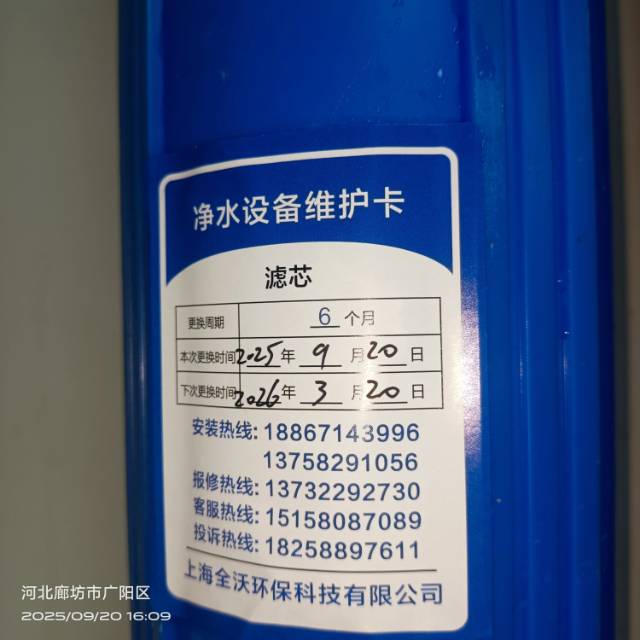 净水设备维护卡
滤芯
更换周期 6 个月
本次更换时间 2025 年 9 月 20 日
下次更换时间 2026 年 3 月 20 日
安装热线: 18867143996
13758291056
报修热线: 13732292730
客服热线: 15158087089
投诉热线: 18258897611
上海全沃环保科技有限公司
河北廊坊市广阳区
2025/09/20 16:09